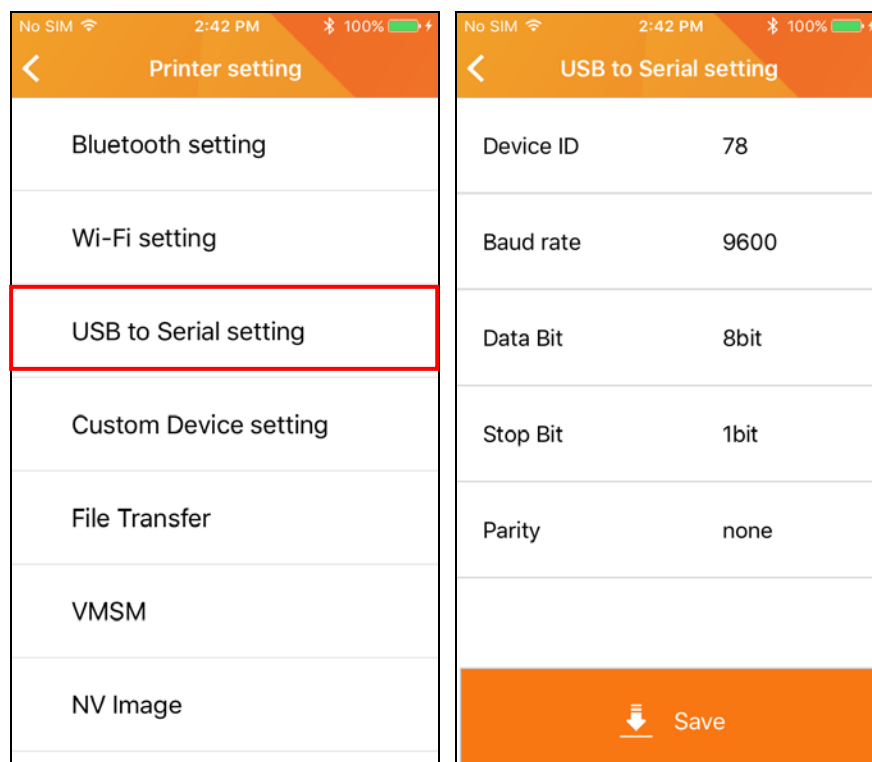 No SIM 2:42 PM 100%
Printer setting
Bluetooth setting
Wi-Fi setting
USB to Serial setting
Custom Device setting
File Transfer
VMSM
NV Image
No SIM 2:42 PM 100%
USB to Serial setting
Device ID 78
Baud rate 9600
Data Bit 8bit
Stop Bit 1bit
Parity none
Save